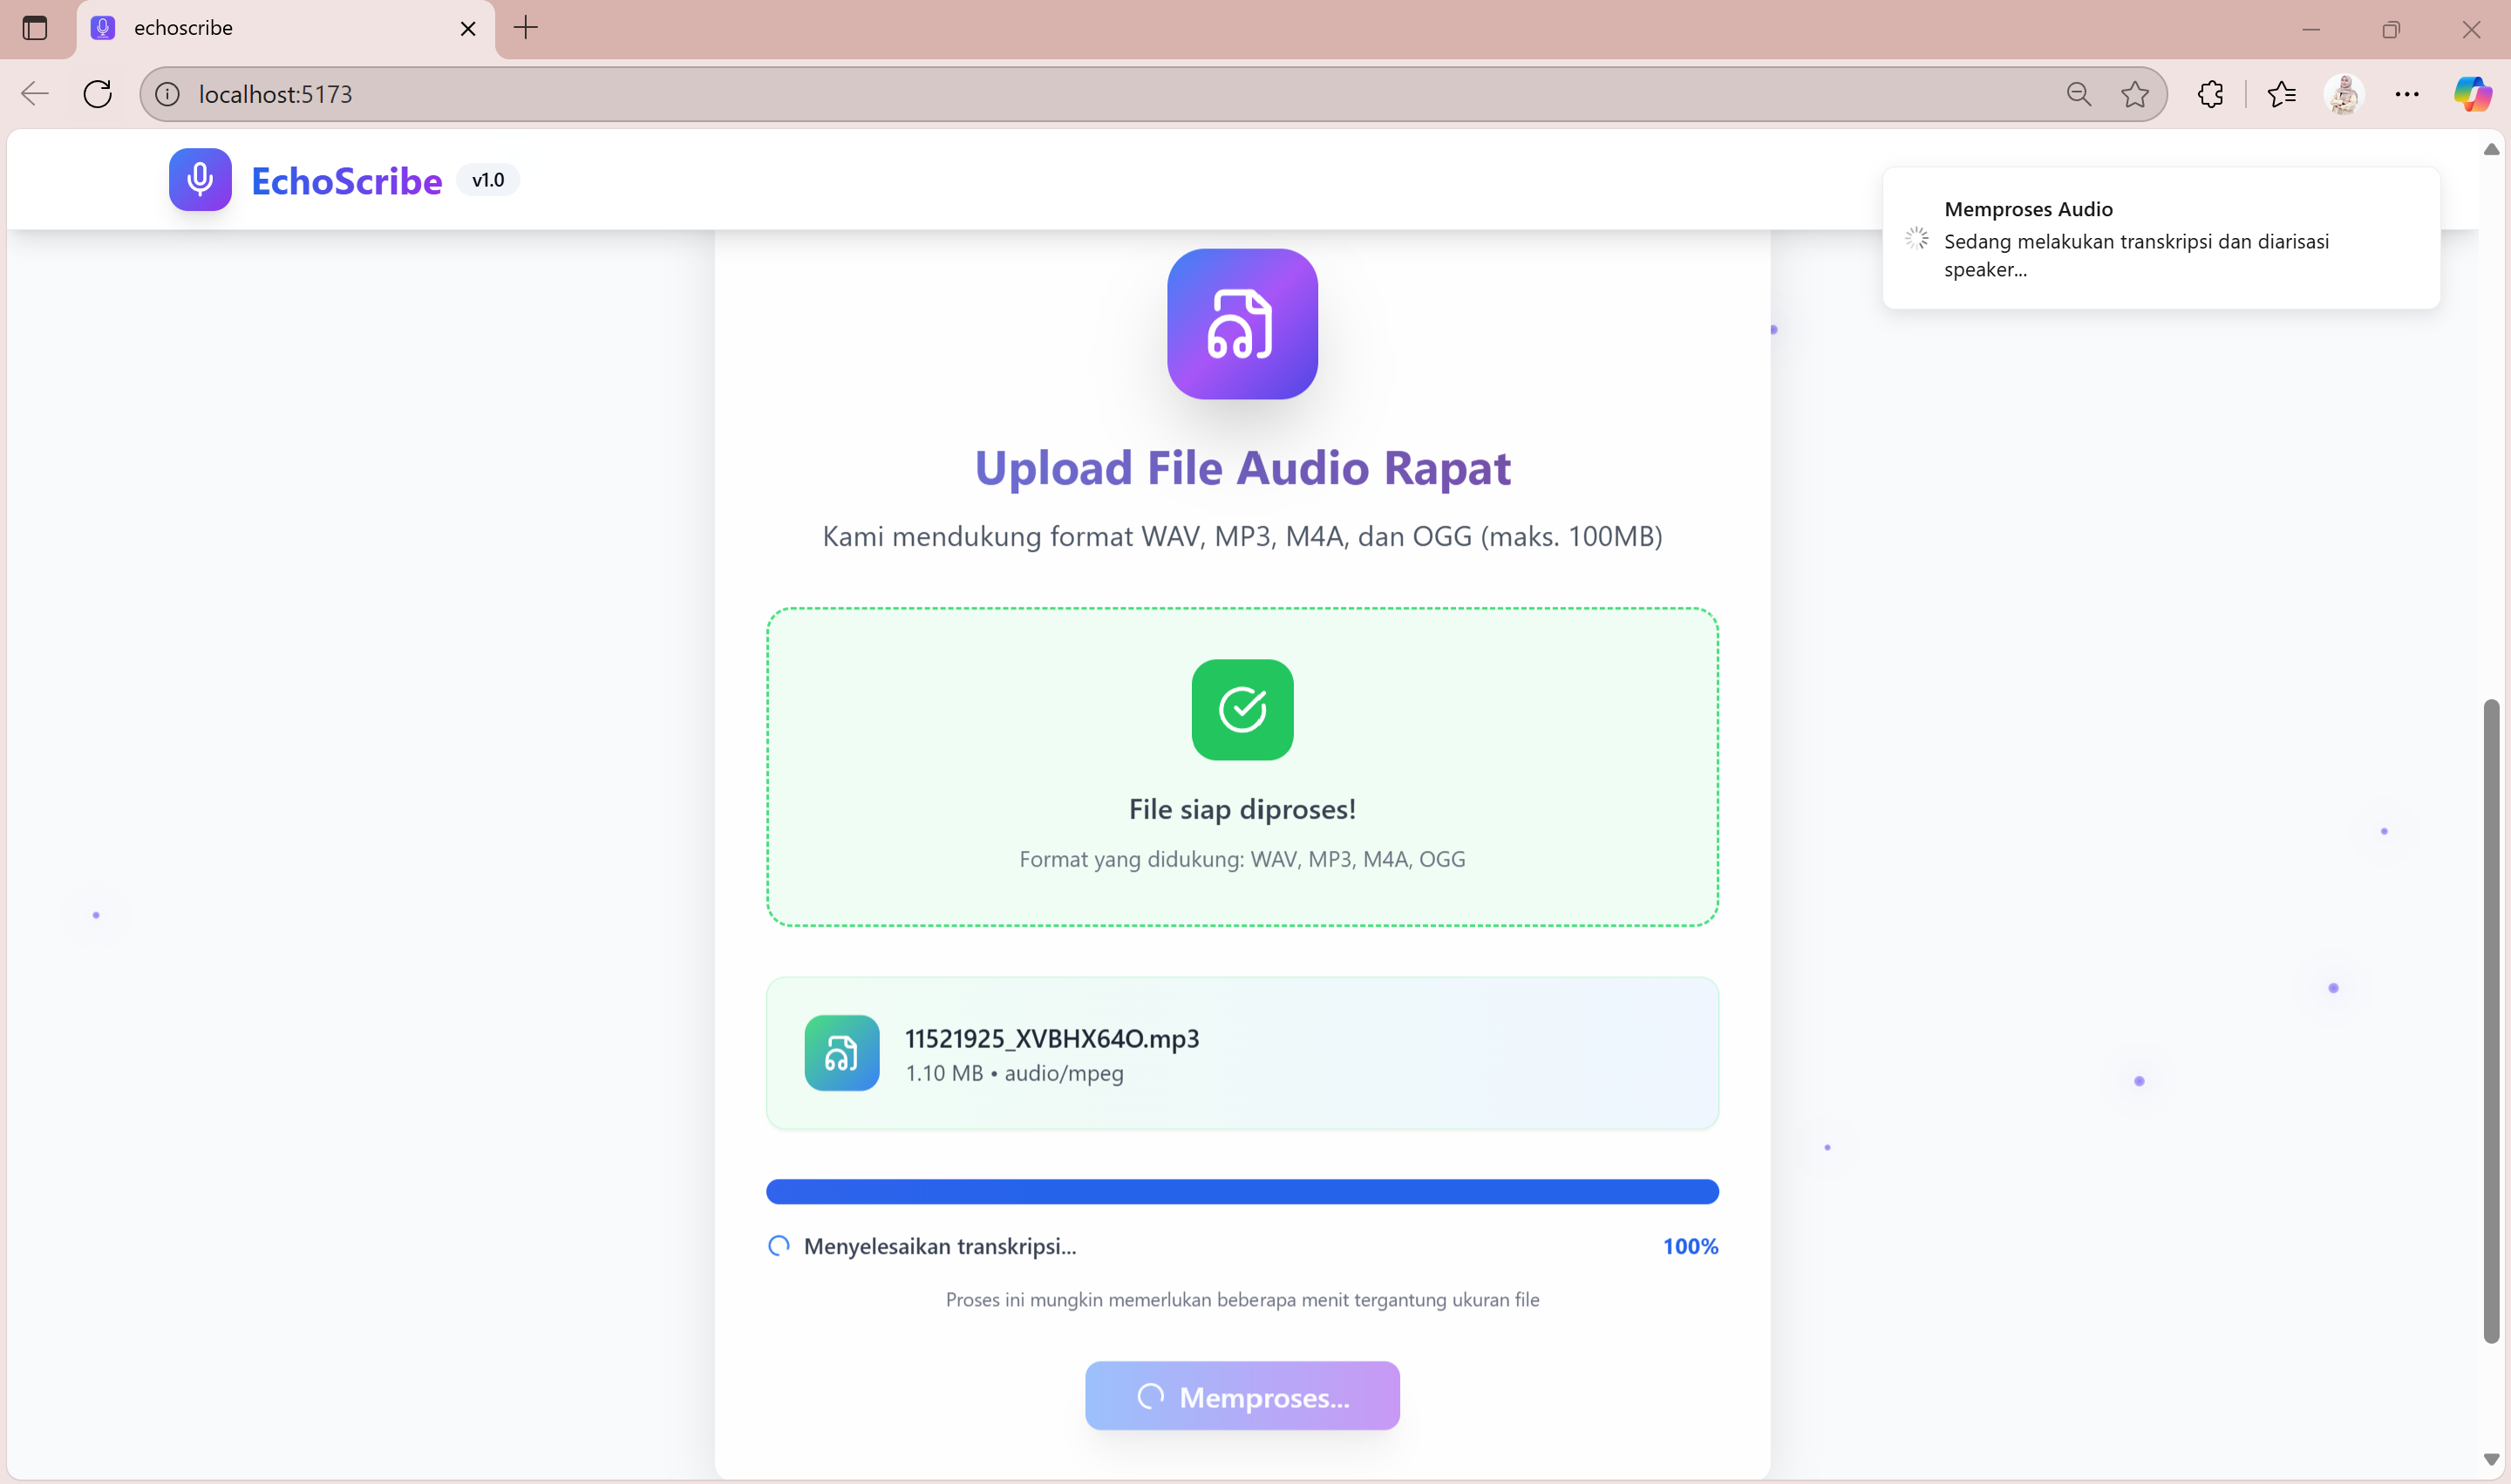 echoscribe
localhost:5173
EchoScribe v1.0
Memproses Audio
Sedang melakukan transkripsi dan diarisasi
speaker...
Upload File Audio Rapat
Kami mendukung format WAV, MP3, M4A, dan OGG (maks. 100MB)
File siap diproses!
Format yang didukung: WAV, MP3, M4A, OGG
11521925_XVBHX64O.mp3
1.10 MB • audio/mpeg
Menyelesaikan transkripsi... 100%
Proses ini mungkin memerlukan beberapa menit tergantung ukuran file
Memproses...